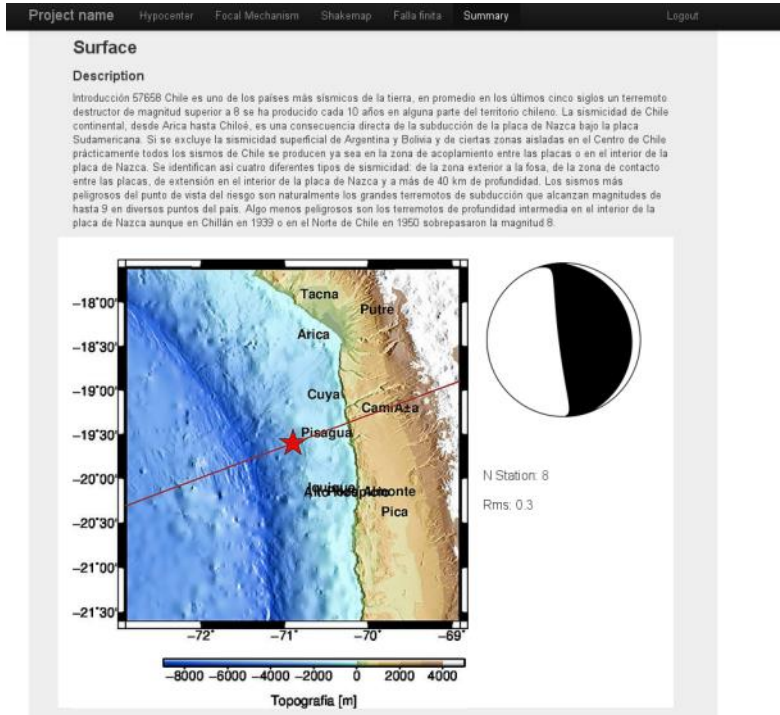 Project name Hypocenter Focal Mechanism Shakemap Falla finita Summary Logout
Surface
Description
Introducción 57658 Chile es uno de los países más sísmicos de la tierra, en promedio en los últimos cinco siglos un terremoto
destructor de magnitud superior a 8 se ha producido cada 10 años en alguna parte del territorio chileno. La sismicidad de Chile
continental, desde Arica hasta Chiloé, es una consecuencia directa de la subducción de la placa de Nazca bajo la placa
Sudamericana. Si se excluye la sismicidad superficial de Argentina y Bolivia y de ciertas zonas aisladas en el Centro de Chile
prácticamente todos los sismos de Chile se producen ya sea en la zona de acoplamiento entre las placas o en el interior de la
placa de Nazca. Se identifican así cuatro diferentes tipos de sismicidad: de la zona exterior a la fosa, de la zona de contacto
entre las placas, de extensión en el interior de la placa de Nazca y a más de 40 km de profundidad. Los sismos más
peligrosos del punto de vista del riesgo son naturalmente los grandes terremotos de subducción que alcanzan magnitudes de
hasta 9 en diversos puntos del país. Algo menos peligrosos son los terremotos de profundidad intermedia en el interior de la
placa de Nazca aunque en Chillán en 1939 o en el Norte de Chile en 1950 sobrepasaron la magnitud 8.
−18°00'
−18°30'
−19°00'
−19°30'
−20°00'
−20°30'
−21°00'
−21°30'
Tacna
Putre
Arica
Cuya
CamiÃ±a
Pisagua
Iquique
Pica
−72° −71° −70° −69°
−8000 −6000 −4000 −2000 0 2000 4000
Topografia [m]
N Station: 8
Rms: 0.3